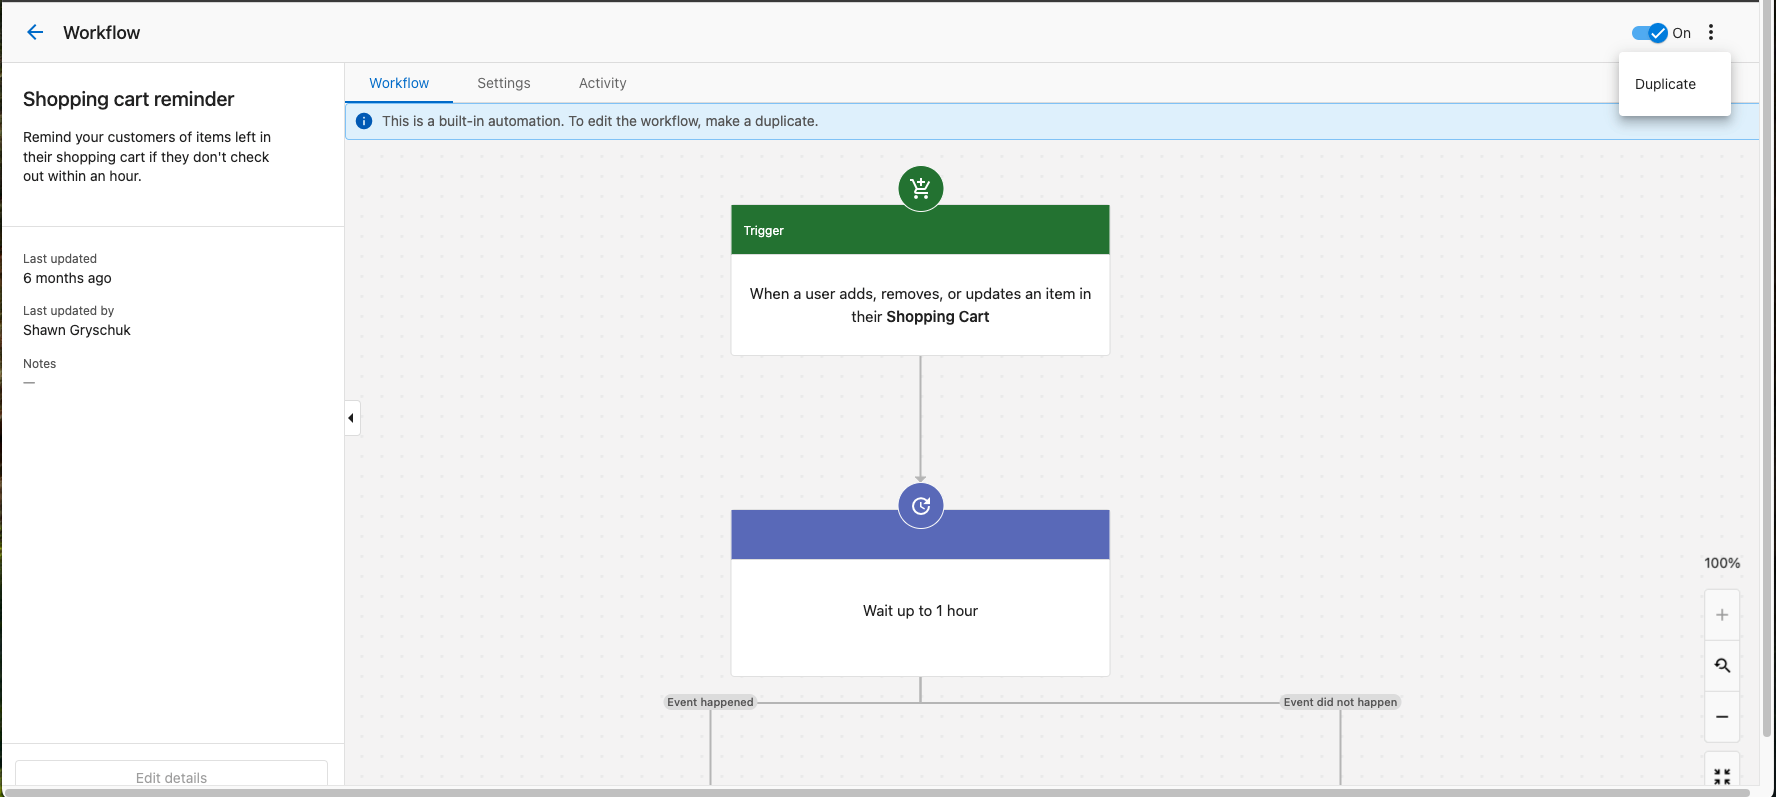 Workflow
On
Duplicate
Shopping cart reminder
Remind your customers of items left in
their shopping cart if they don't check
out within an hour.
Last updated
6 months ago
Last updated by
Shawn Gryschuk
Notes
—
Edit details
Workflow
Settings
Activity
This is a built-in automation. To edit the workflow, make a duplicate.
Trigger
When a user adds, removes, or updates an item in
their Shopping Cart
Wait up to 1 hour
Event happened
Event did not happen
100%